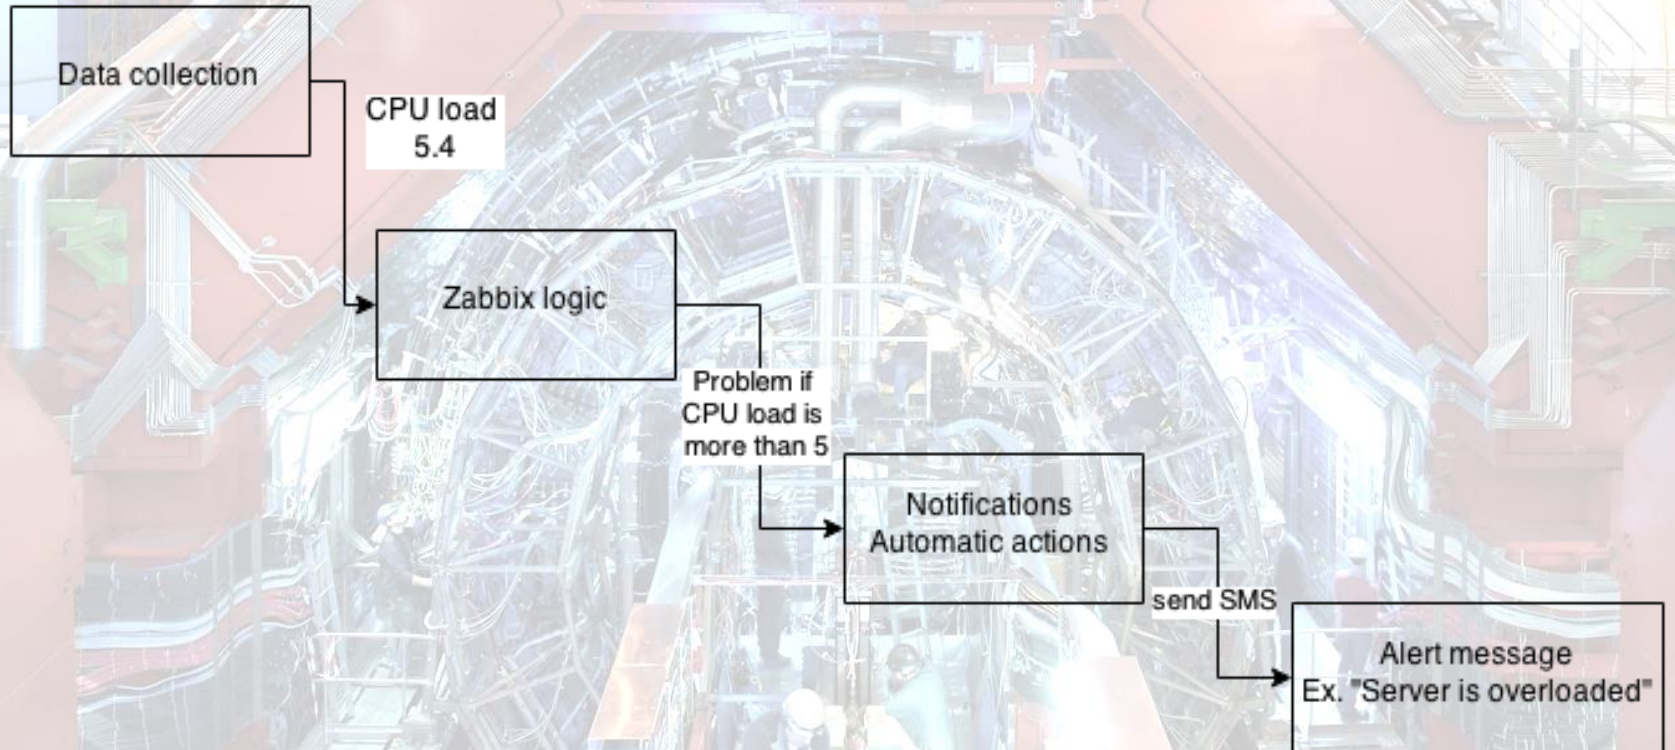 Data collection
CPU load
5.4
Zabbix logic
Problem if
CPU load is
more than 5
Notifications
Automatic actions
send SMS
Alert message
Ex. "Server is overloaded"